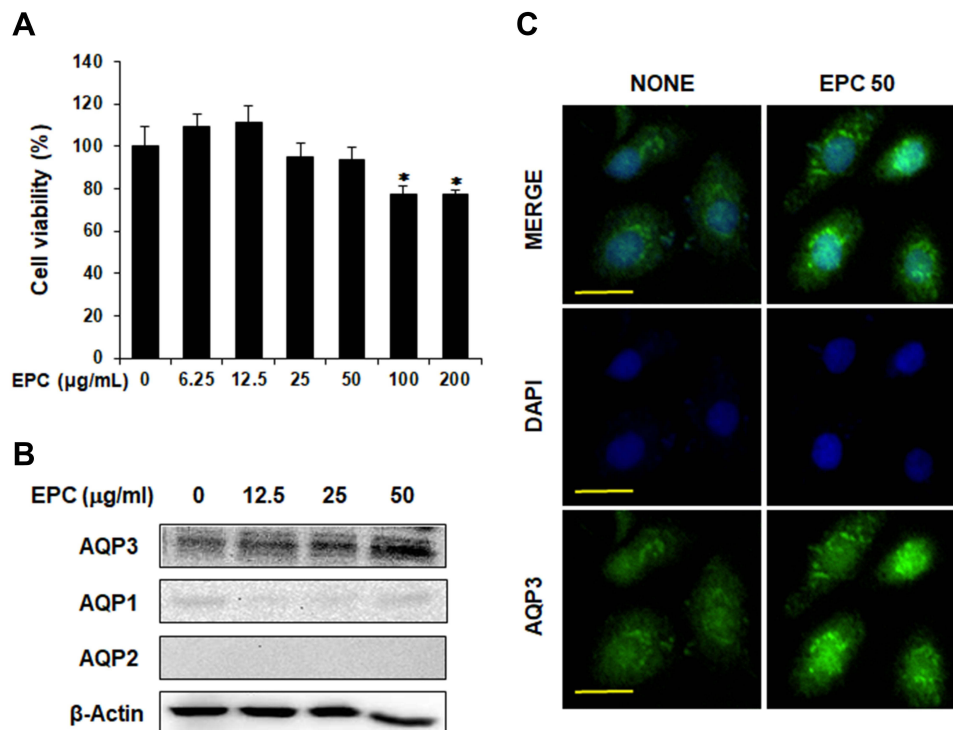 A
Cell viability (%)
140
120
100
80
60
40
20
0
* *
EPC (µg/mL) 0 6.25 12.5 25 50 100 200
B
EPC (μg/ml) 0 12.5 25 50
AQP3
AQP1
AQP2
β-Actin
C
NONE EPC 50
MERGE
DAPI
AQP3